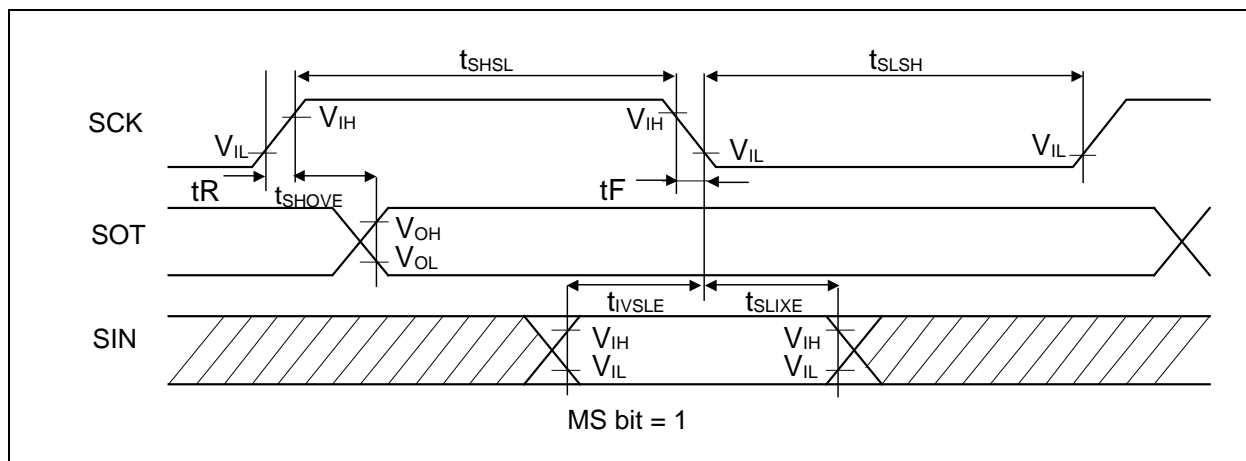 tSHSL
tSLSH
SCK
VIH
VIH
VIL
VIL
VIL
tR
tSHOVE
tF
SOT
VOH
VOL
tIVSLE
tSLIXE
SIN
VIH
VIH
VIL
VIL
MS bit = 1